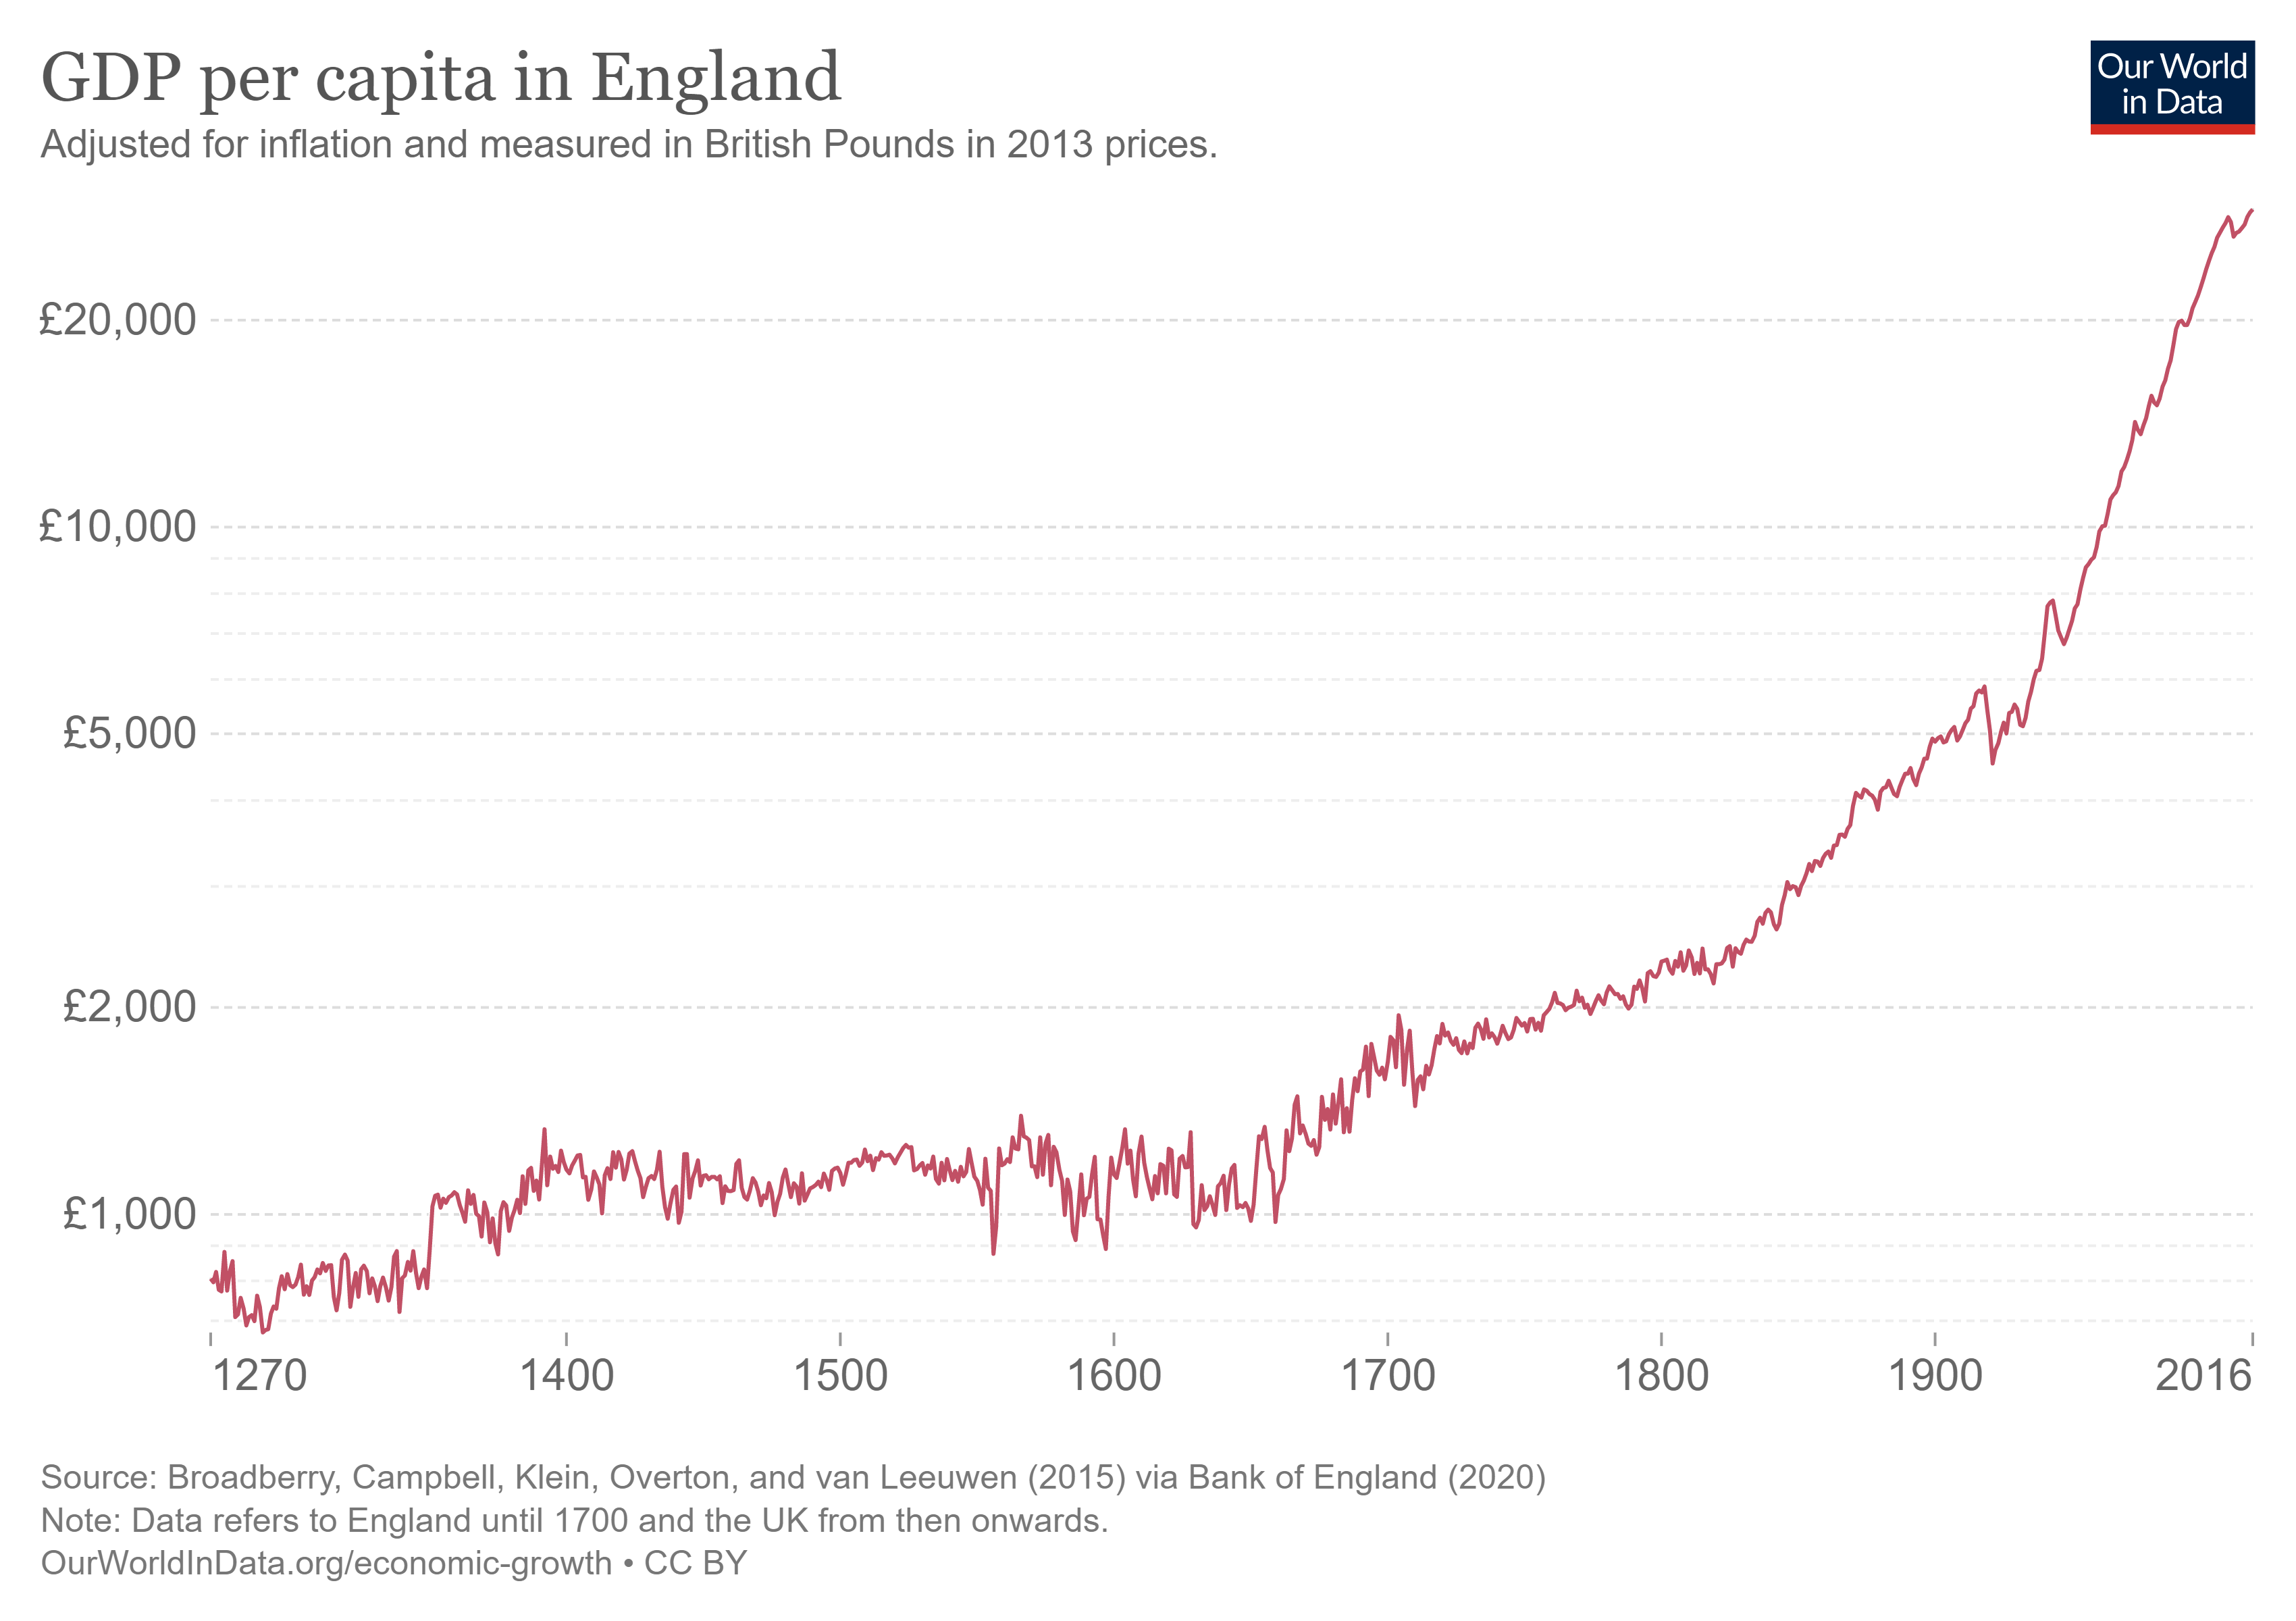 GDP per capita in England
Adjusted for inflation and measured in British Pounds in 2013 prices.
Our World
in Data
£20,000
£10,000
£5,000
£2,000
£1,000
1270
1400
1500
1600
1700
1800
1900
2016
Source: Broadberry, Campbell, Klein, Overton, and van Leeuwen (2015) via Bank of England (2020)
Note: Data refers to England until 1700 and the UK from then onwards.
OurWorldInData.org/economic-growth • CC BY